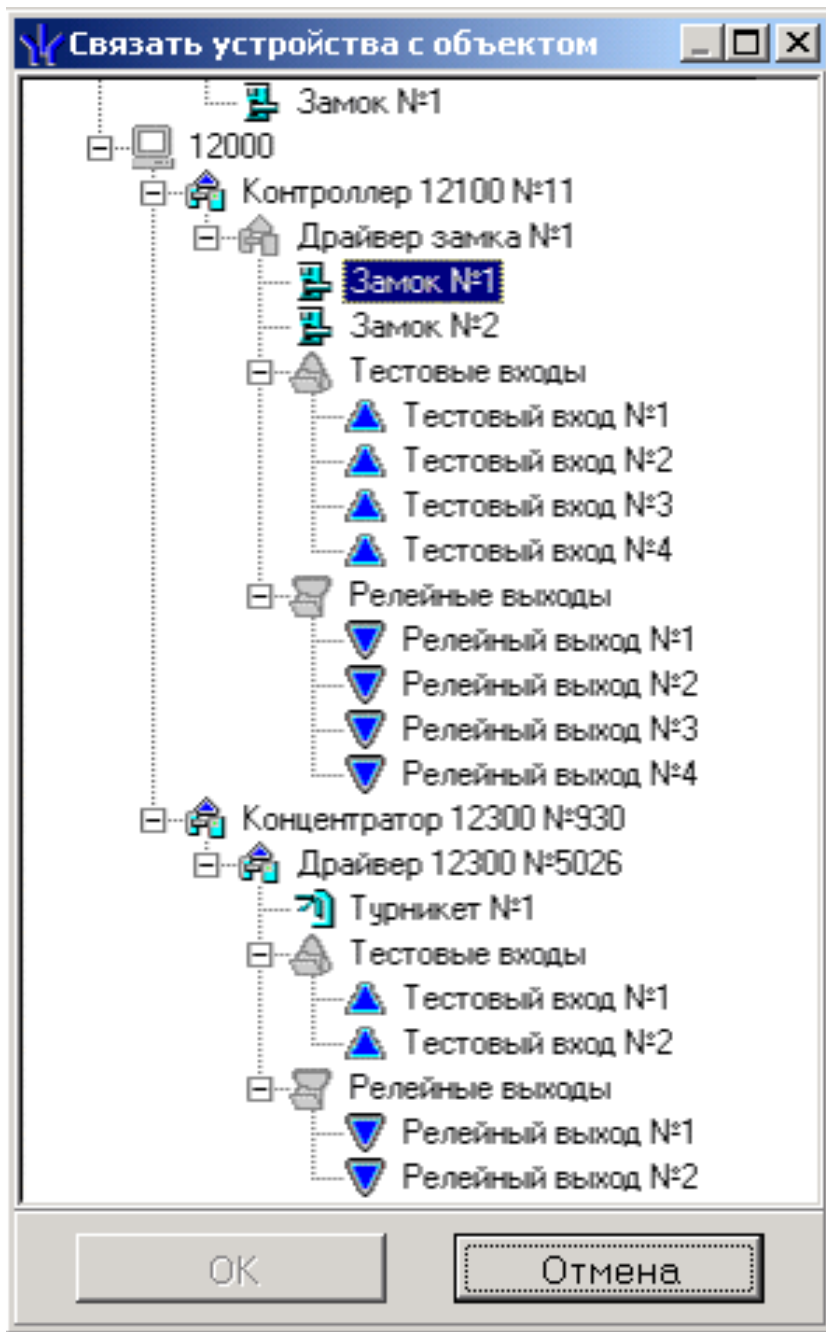 Связать устройства с объектом
Замок №1
12000
Контроллер 12100 №11
Драйвер замка №1
Замок №1
Замок №2
Тестовые входы
Тестовый вход №1
Тестовый вход №2
Тестовый вход №3
Тестовый вход №4
Релейные выходы
Релейный выход №1
Релейный выход №2
Релейный выход №3
Релейный выход №4
Концентратор 12300 №930
Драйвер 12300 №5026
Турникет №1
Тестовые входы
Тестовый вход №1
Тестовый вход №2
Релейные выходы
Релейный выход №1
Релейный выход №2
OK Отмена